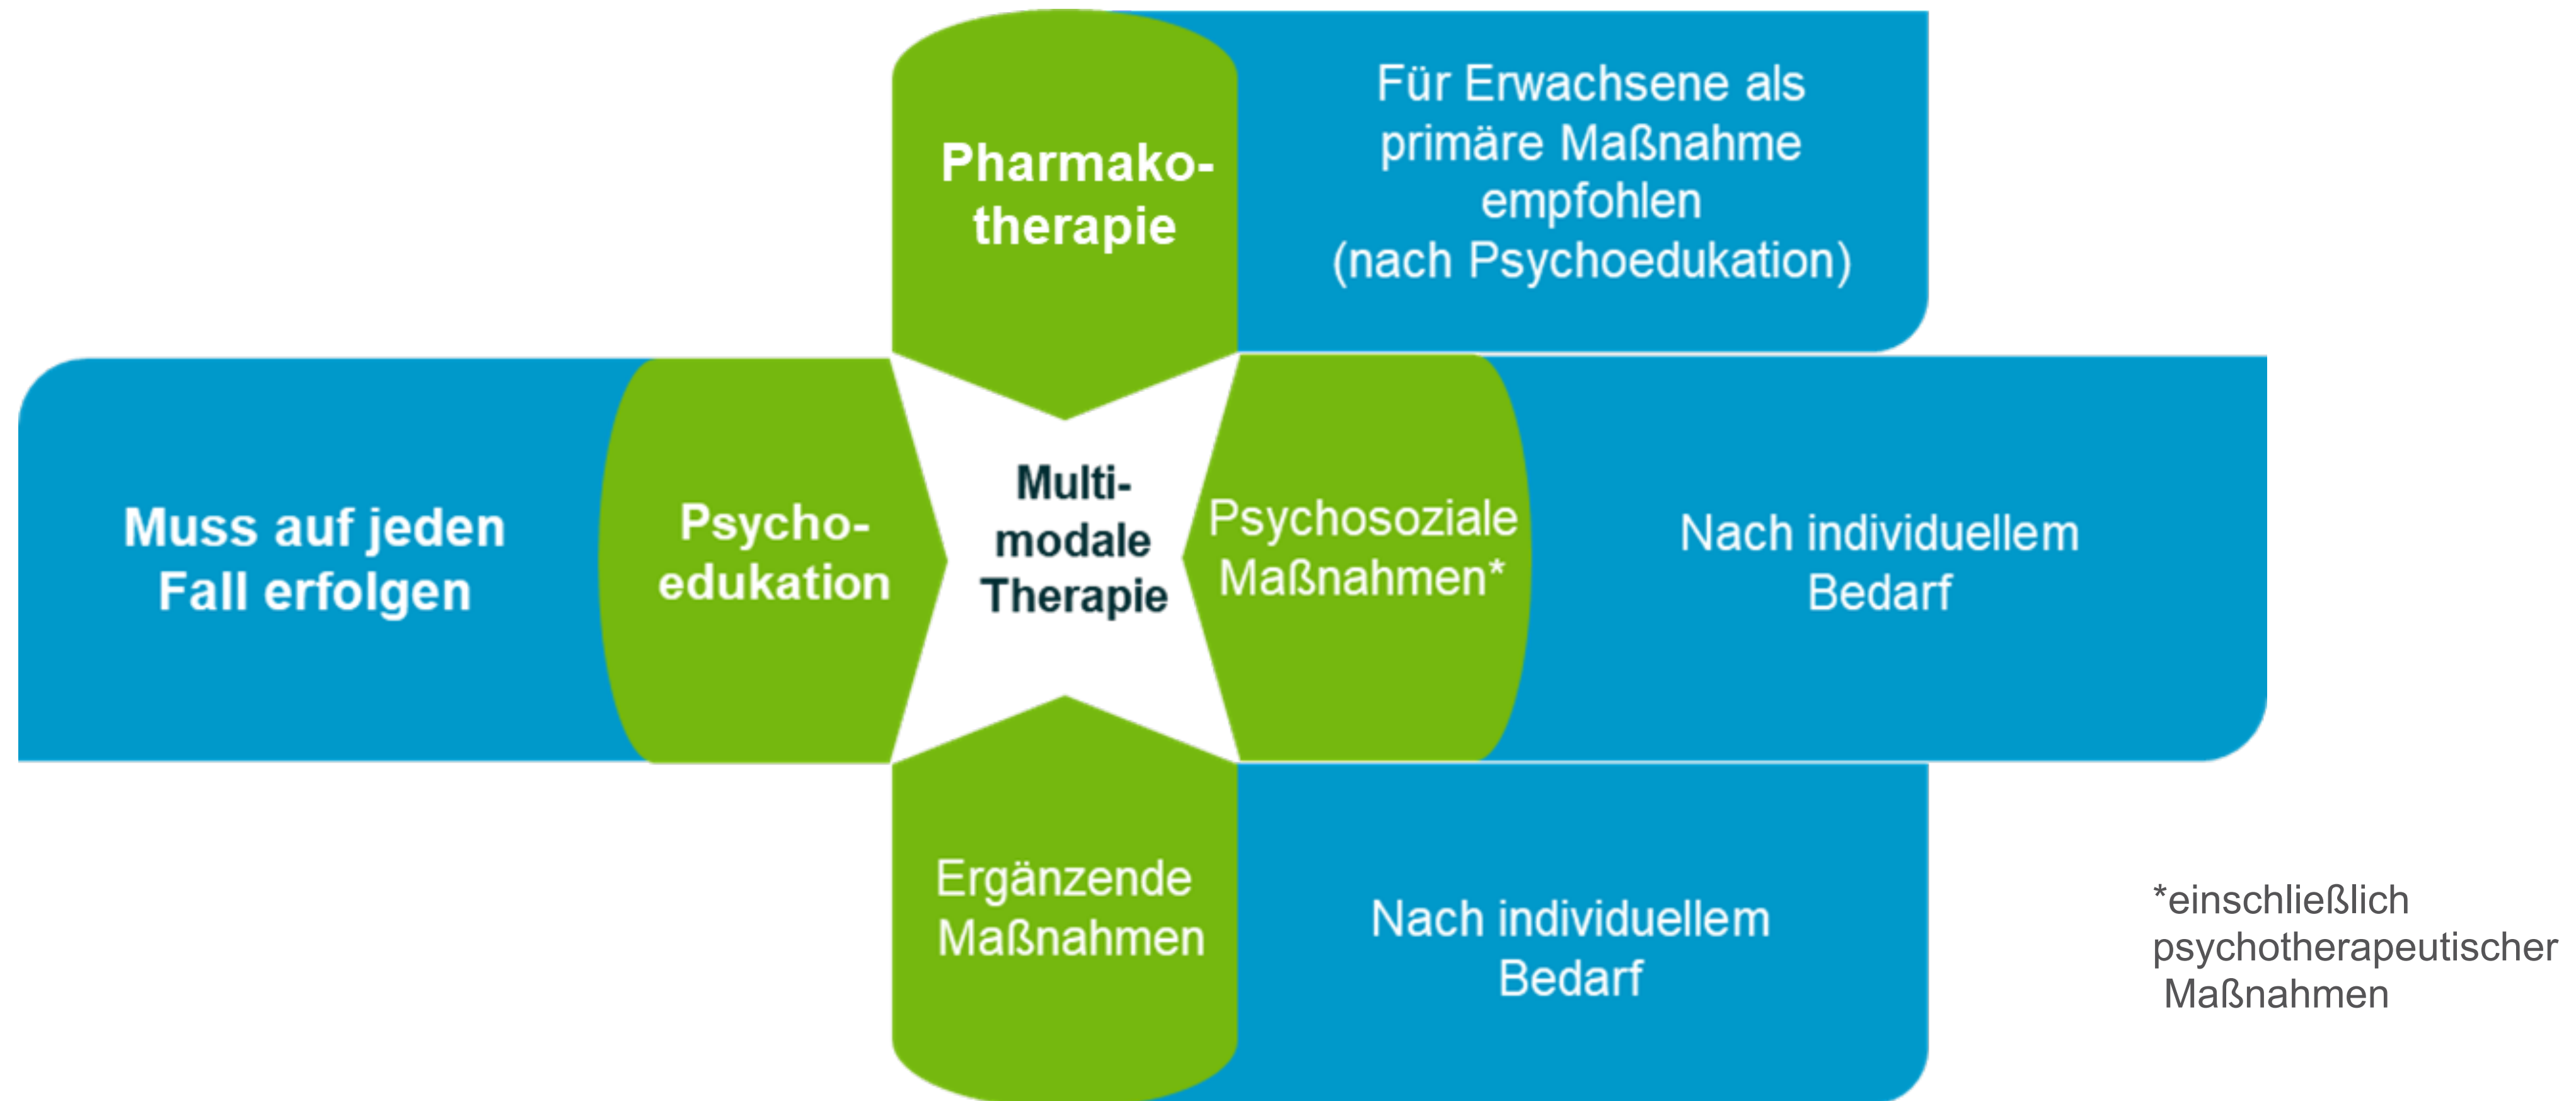 Pharmako-
therapie
Für Erwachsene als
primäre Maßnahme
empfohlen
(nach Psychoedukation)
Muss auf jeden
Fall erfolgen
Psycho-
edukation
Multi-
modale
Therapie
Psychosoziale
Maßnahmen*
Nach individuellem
Bedarf
Ergänzende
Maßnahmen
Nach individuellem
Bedarf
*einschließlich
psychotherapeutischer
Maßnahmen